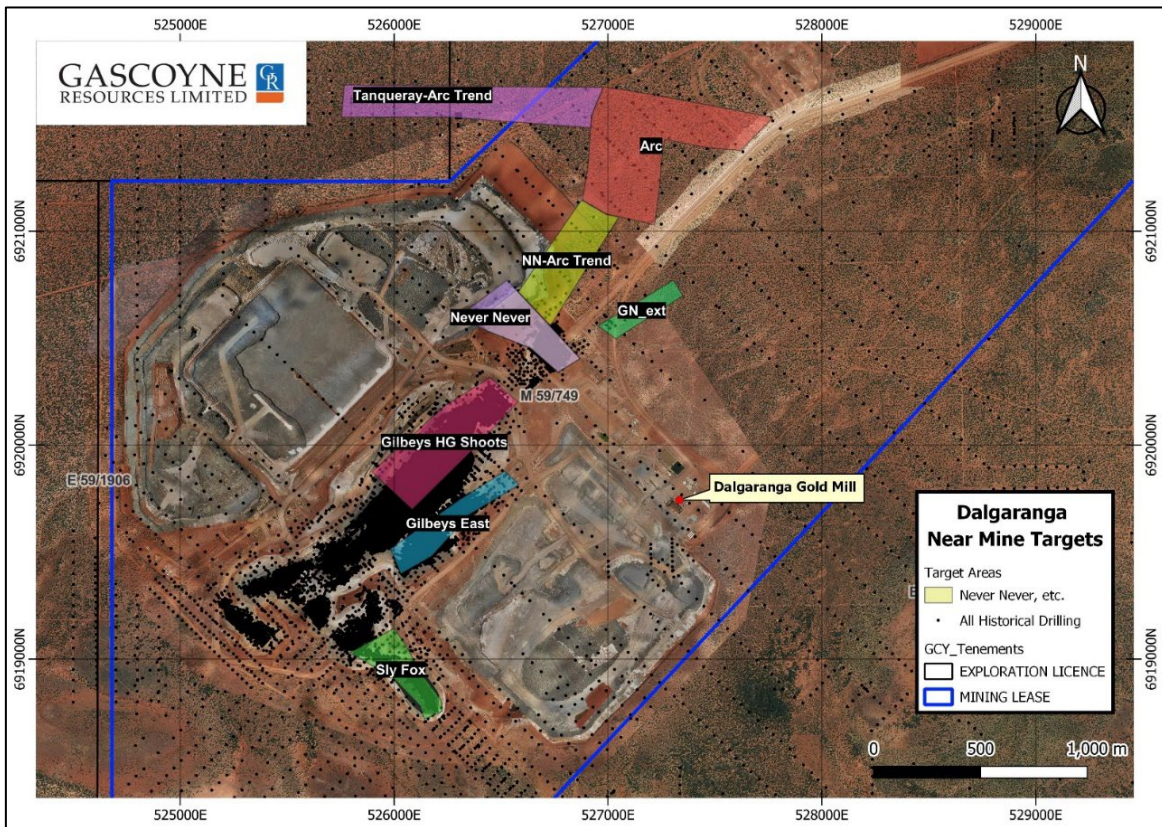 525000E
526000E
527000E
528000E
529000E
GASCOYNE
RESOURCES LIMITED
GR
N
Tanqueray-Arc Trend
Arc
6921000N
6921000N
NN-Arc Trend
GN_ext
Never Never
M 59/749
Gilbeys HG Shoots
6920000N
6920000N
E 59/1906
Dalgaranga Gold Mill
Gilbeys East
Dalgaranga
Near Mine Targets
Target Areas
Never Never, etc.
All Historical Drilling
GCY_Tenements
EXPLORATION LICENCE
MINING LEASE
6919000N
6919000N
Sly Fox
0
500
1,000 m
525000E
526000E
527000E
528000E
529000E